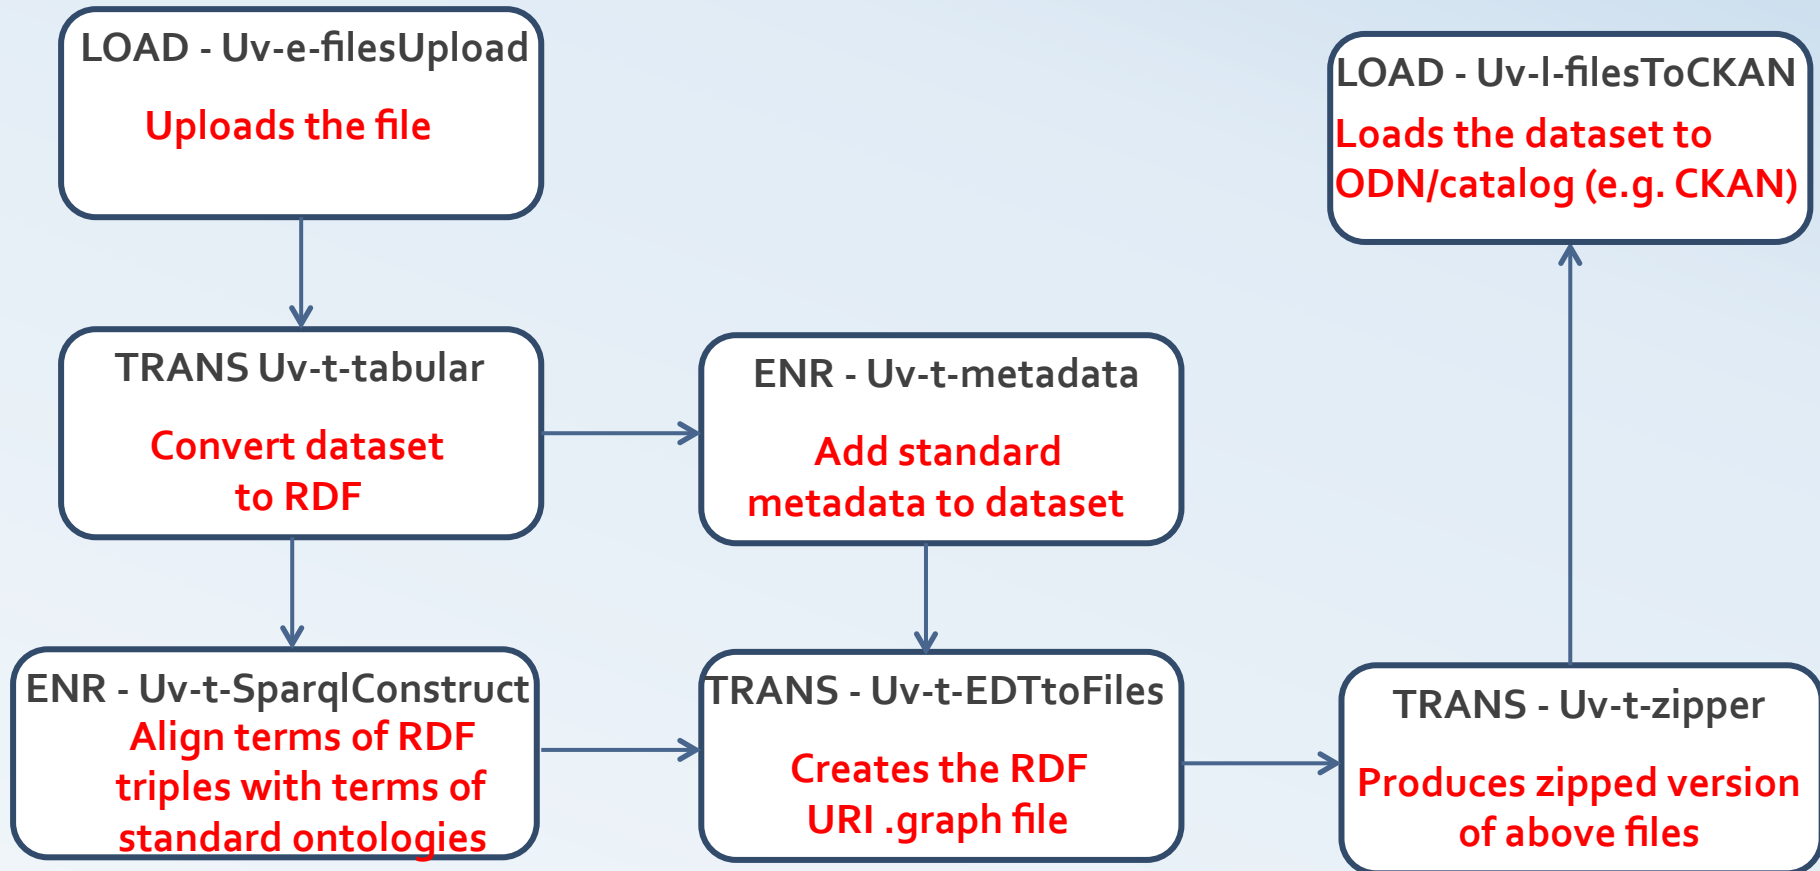 LOAD - Uv-e-filesUpload
Uploads the file
LOAD - Uv-l-filesToCKAN
Loads the dataset to
ODN/catalog (e.g. CKAN)
TRANS Uv-t-tabular
Convert dataset
to RDF
ENR - Uv-t-metadata
Add standard
metadata to dataset
ENR - Uv-t-SparqlConstruct
Align terms of RDF
triples with terms of
standard ontologies
TRANS - Uv-t-EDTtoFiles
Creates the RDF
URI .graph file
TRANS - Uv-t-zipper
Produces zipped version
of above files